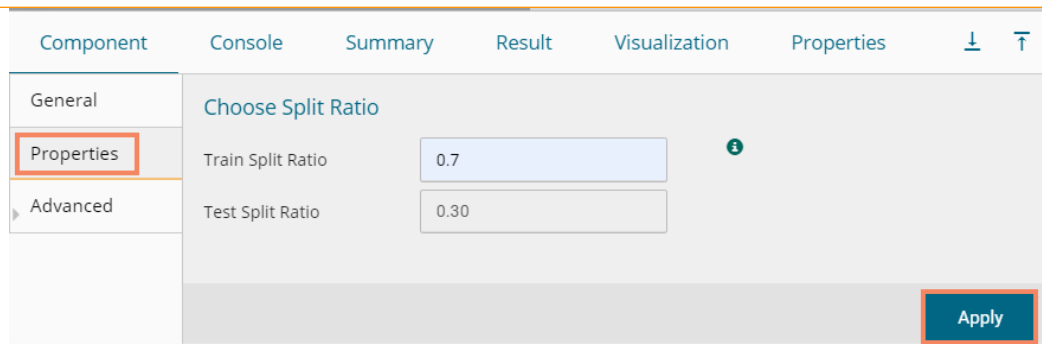 Component Console Summary Result Visualization Properties
General
Properties
Advanced
Choose Split Ratio
Train Split Ratio 0.7
Test Split Ratio 0.30
Apply